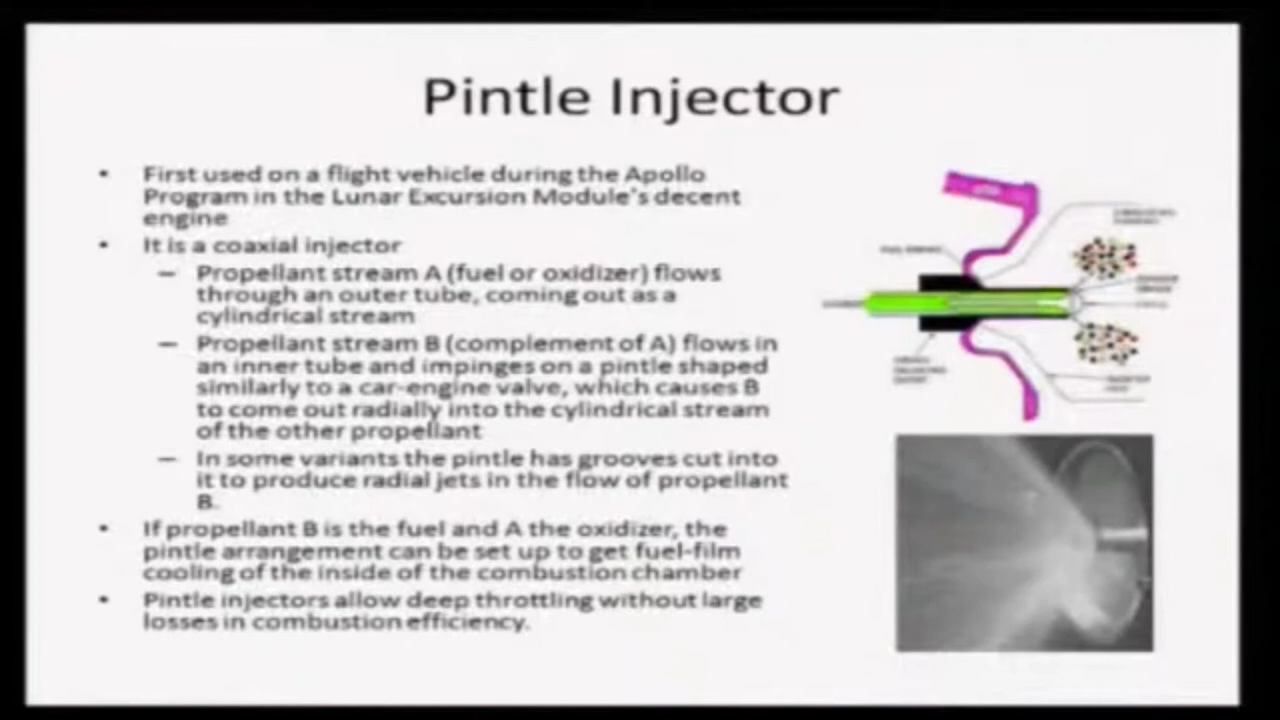 Pintle Injector
• First used on a flight vehicle during the Apollo
Program in the Lunar Excursion Module's decent
engine
• It is a coaxial injector
– Propellant stream A (fuel or oxidizer) flows
through an outer tube, coming out as a
cylindrical stream
– Propellant stream B (complement of A) flows in
an inner tube and impinges on a pintle shaped
similarly to a car-engine valve, which causes B
to come out radially into the cylindrical stream
of the other propellant
– In some variants the pintle has grooves cut into
it to produce radial jets in the flow of propellant
B.
• If propellant B is the fuel and A the oxidizer, the
pintle arrangement can be set up to get fuel-film
cooling of the inside of the combustion chamber
• Pintle injectors allow deep throttling without large
losses in combustion efficiency.